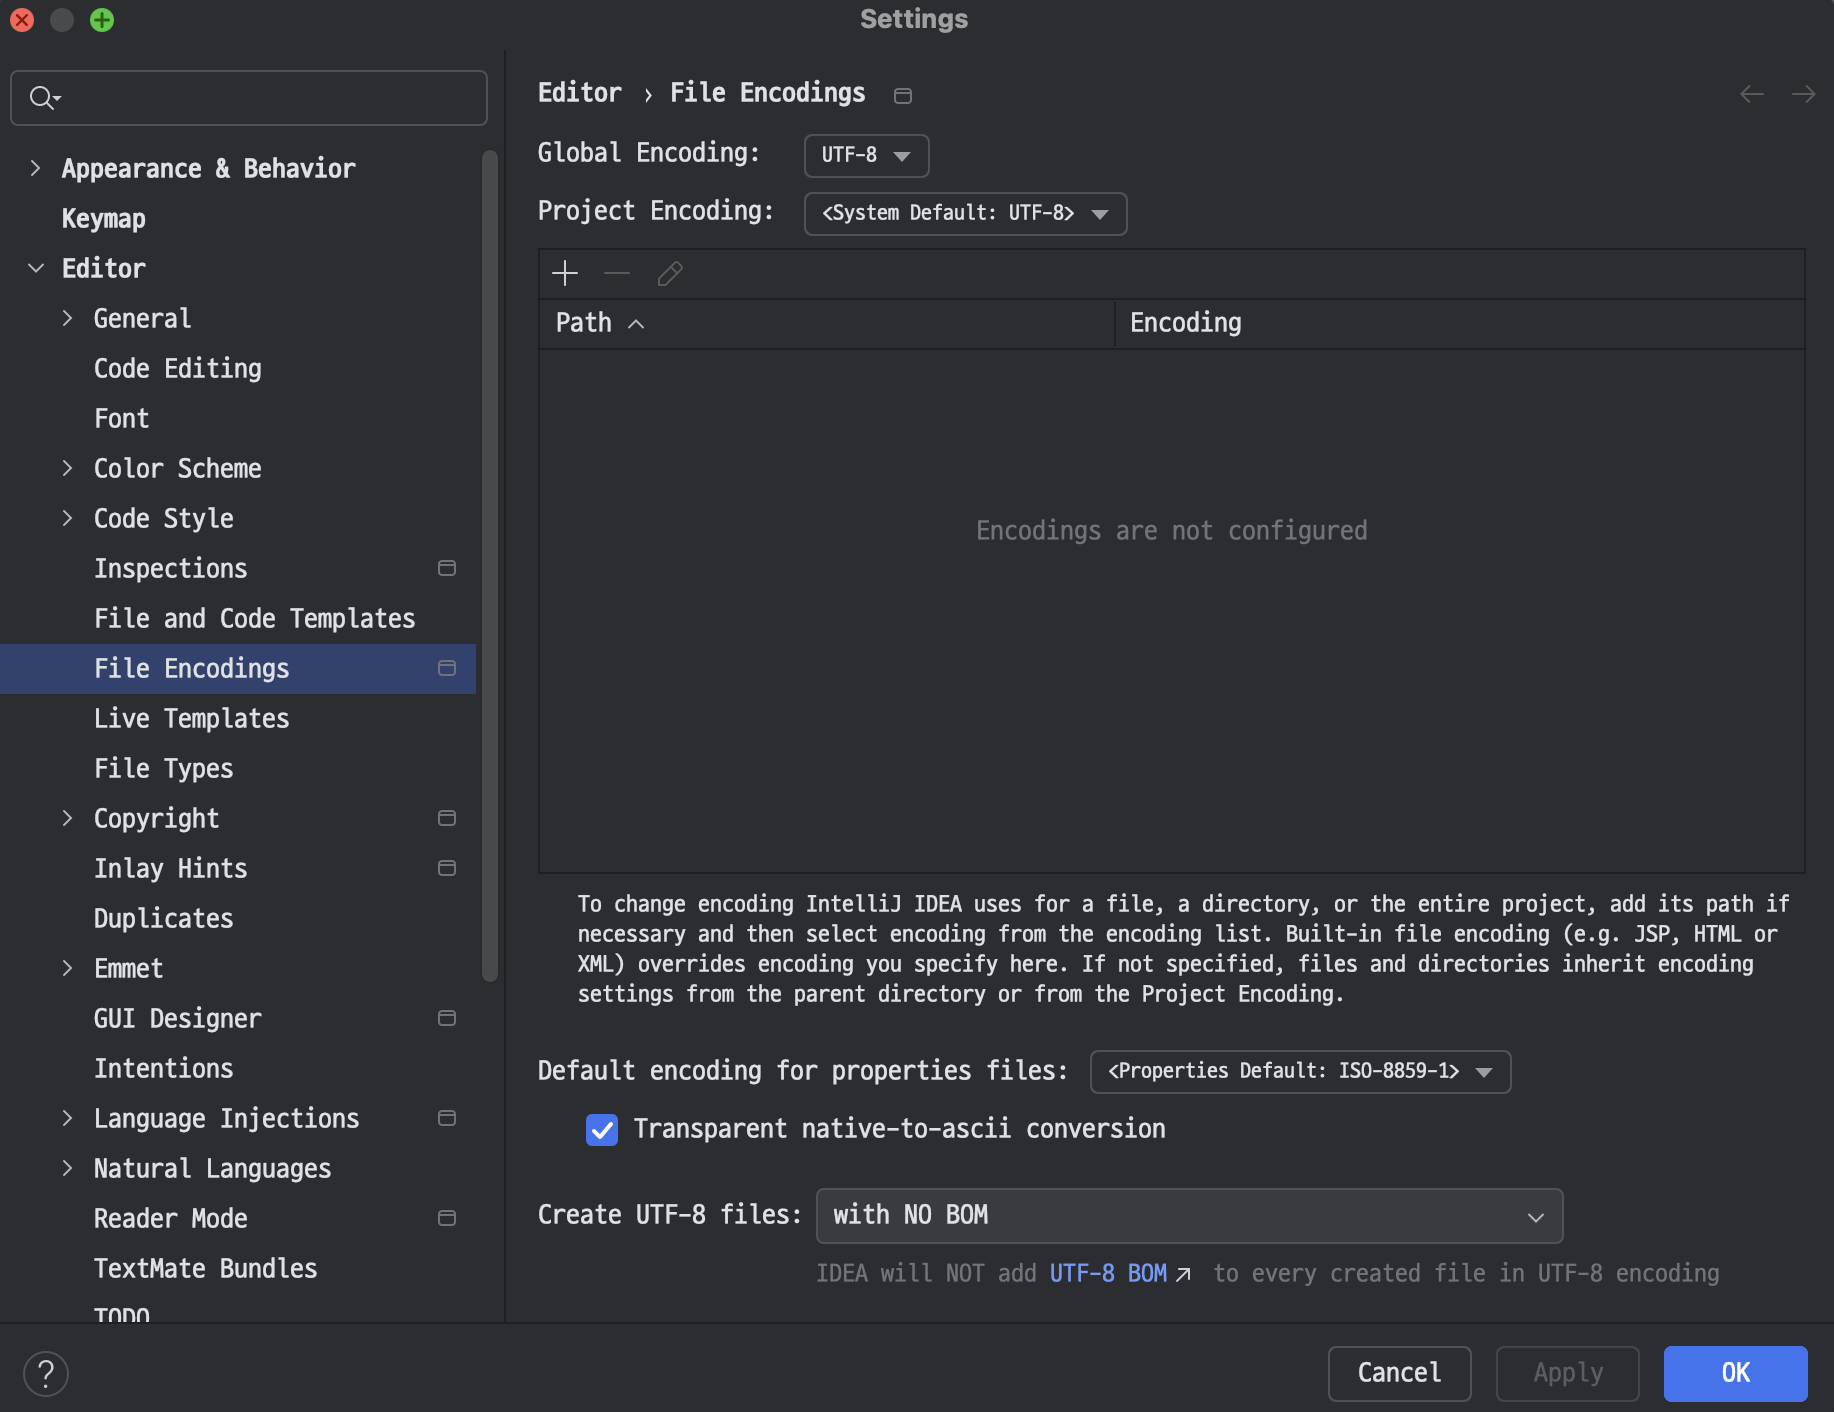 Settings
Appearance & Behavior
Keymap
Editor
General
Code Editing
Font
Color Scheme
Code Style
Inspections
File and Code Templates
File Encodings
Live Templates
File Types
Copyright
Inlay Hints
Duplicates
Emmet
GUI Designer
Intentions
Language Injections
Natural Languages
Reader Mode
TextMate Bundles
TODO
Editor › File Encodings
Global Encoding: UTF-8
Project Encoding: <System Default: UTF-8>
Path Encoding
Encodings are not configured
To change encoding IntelliJ IDEA uses for a file, a directory, or the entire project, add its path if
necessary and then select encoding from the encoding list. Built-in file encoding (e.g. JSP, HTML or
XML) overrides encoding you specify here. If not specified, files and directories inherit encoding
settings from the parent directory or from the Project Encoding.
Default encoding for properties files: <Properties Default: ISO-8859-1>
Transparent native-to-ascii conversion
Create UTF-8 files: with NO BOM
IDEA will NOT add UTF-8 BOM ↗ to every created file in UTF-8 encoding
? Cancel Apply OK